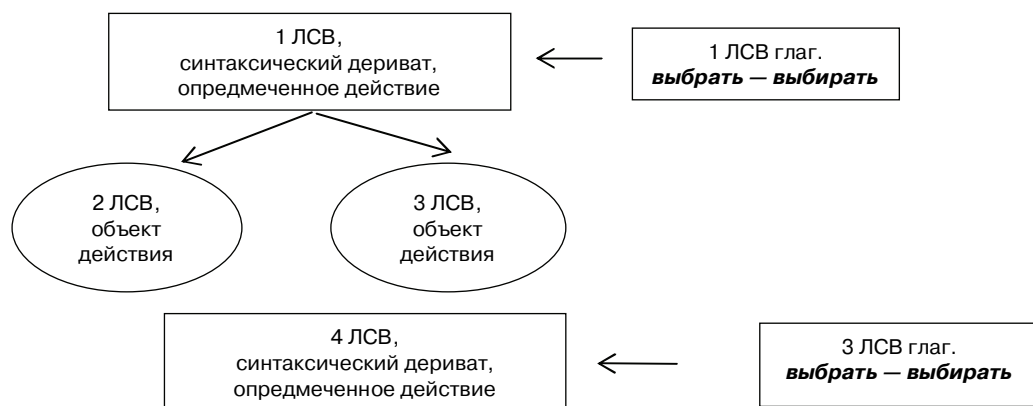 1 ЛСВ,
синтаксический дериват,
опредмеченное действие
1 ЛСВ глаг.
выбрать — выбирать
2 ЛСВ,
объект
действия
3 ЛСВ,
объект
действия
4 ЛСВ,
синтаксический дериват,
опредмеченное действие
3 ЛСВ глаг.
выбрать — выбирать